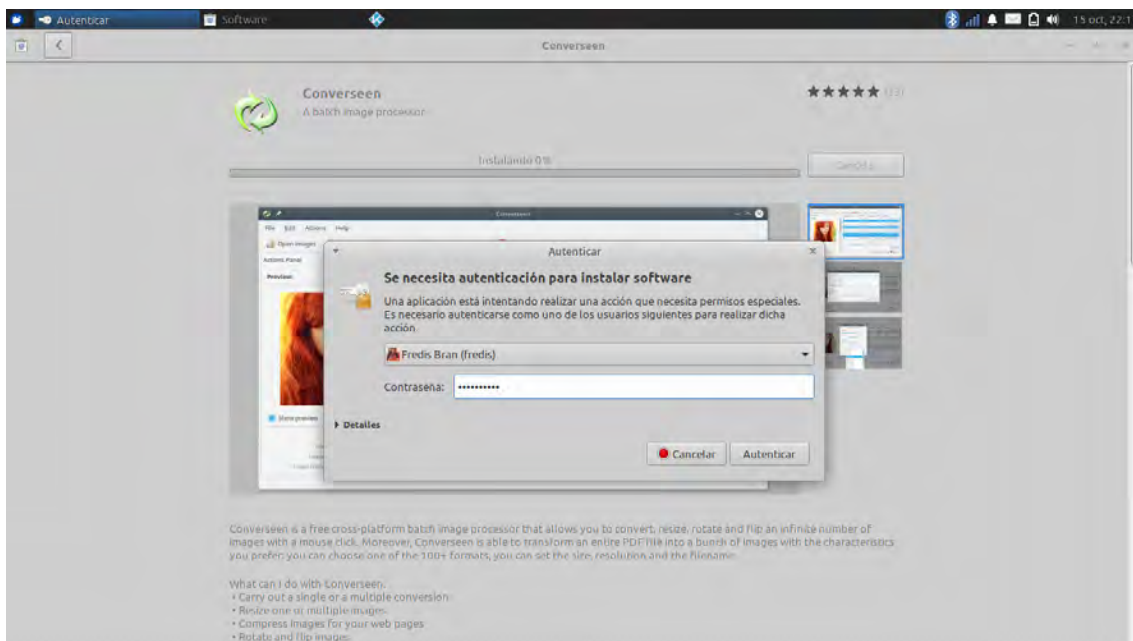 Autenticar
Software
15 oct, 22:1
Converseen
Converseen
A batch image processor
(13)
Instalando 0%
Cancelar
Converseen
File Edit Actions Help
Open images
Actions Panel
Preview:
Show preview
Autenticar
Se necesita autenticación para instalar software
Una aplicación está intentando realizar una acción que necesita permisos especiales.
Es necesario autenticarse como uno de los usuarios siguientes para realizar dicha
acción.
Fredis Bran (fredis)
Contraseña: ••••••••••
Detalles
Cancelar
Autenticar
Converseen is a free cross-platform batch image processor that allows you to convert, resize, rotate and flip an infinite number of
images with a mouse click. Moreover, Converseen is able to transform an entire PDF file into a bunch of images with the characteristics
you prefer: you can choose one of the 100+ formats, you can set the size, resolution and the filename.
What can I do with Converseen:
• Carry out a single or a multiple conversion.
• Resize one or multiple images.
• Compress images for your web pages
• Rotate and flip images.